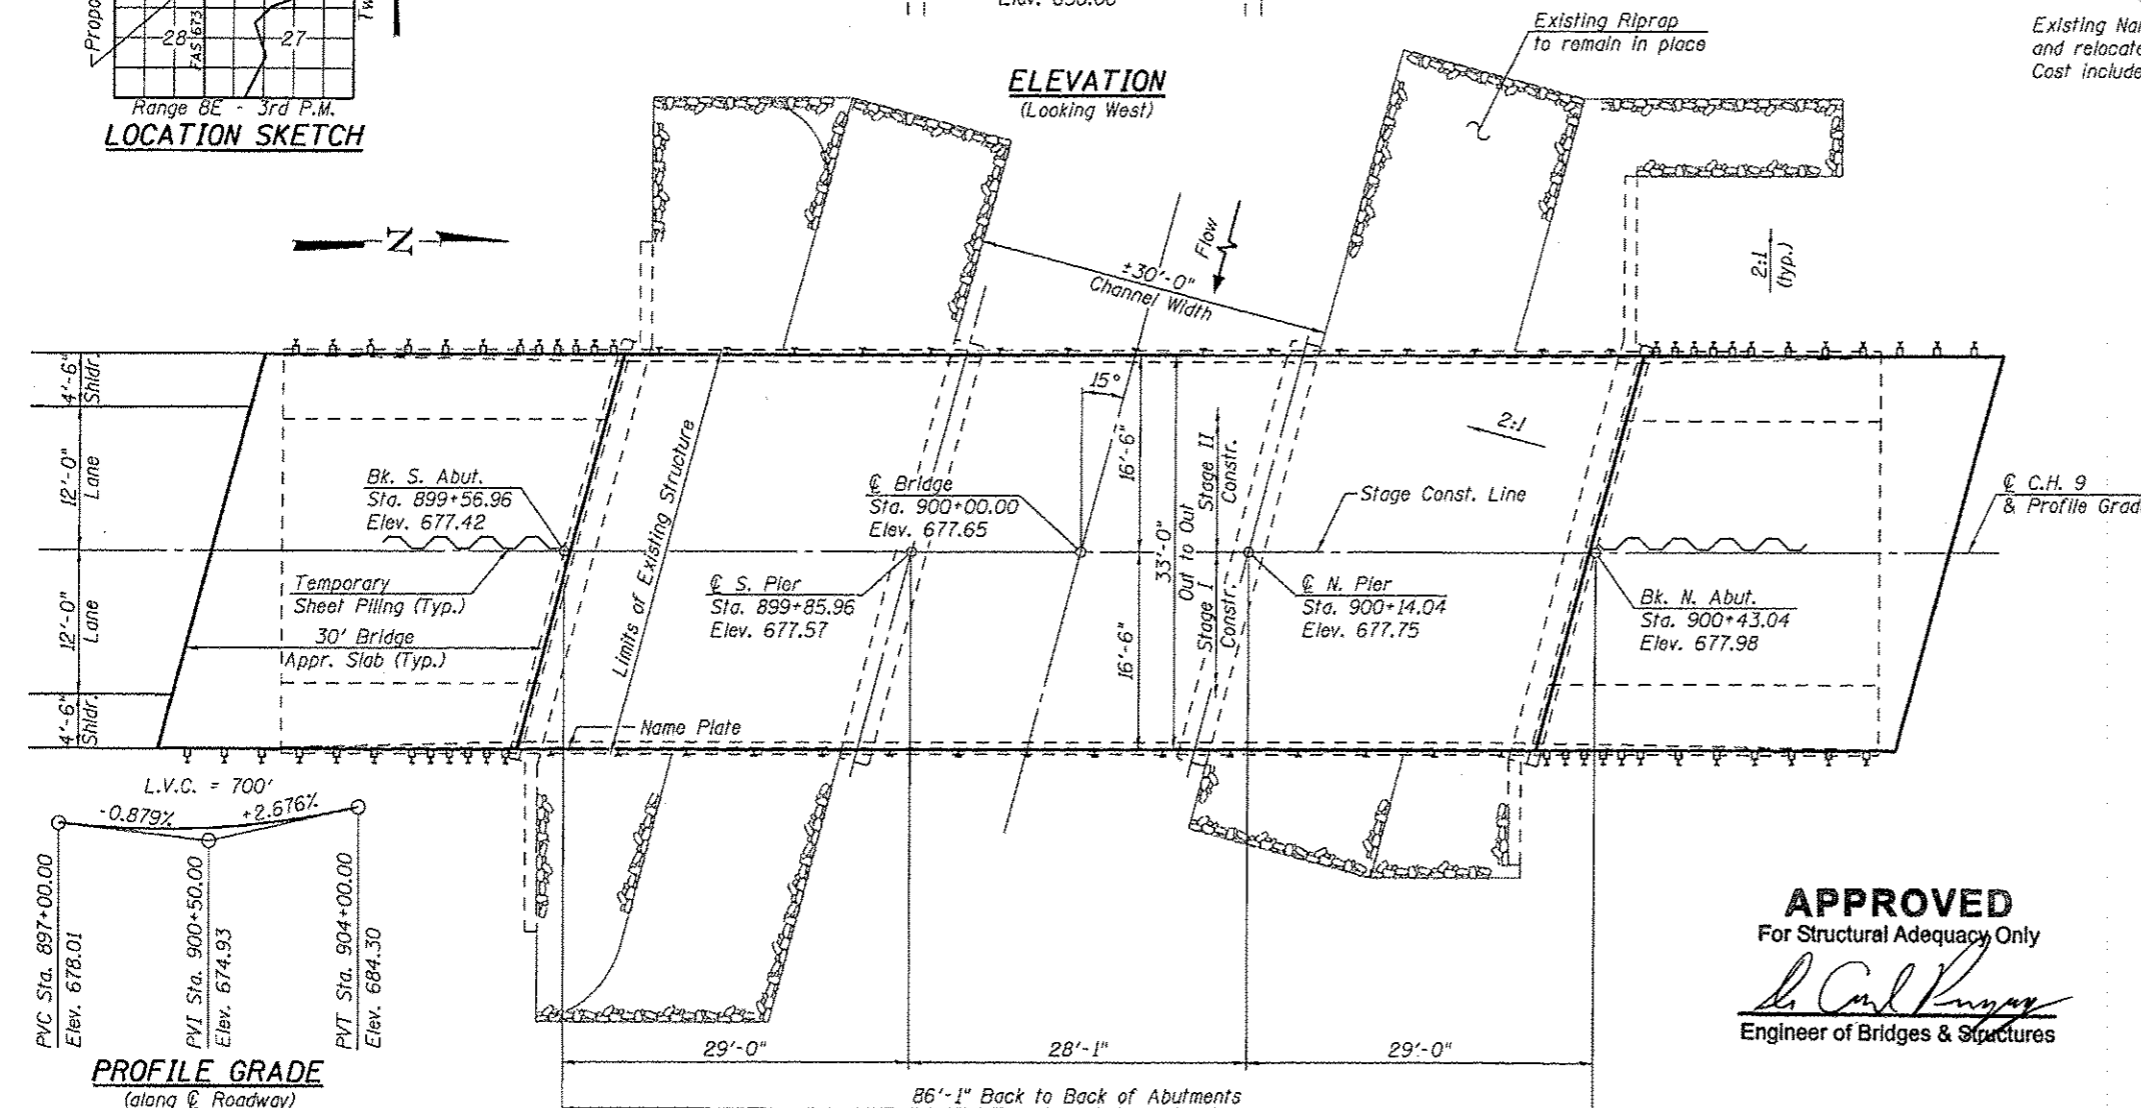 28
FAS 673
27
Range 8E - 3rd P.M.
LOCATION SKETCH
ELEVATION
(Looking West)
Existing Riprap
to remain in place
and relocate
Cost include
N
Flow
±30'-0"
Channel Width
2:1
(typ.)
4'-6"
Shldr.
12'-0"
Lane
12'-0"
Lane
4'-6"
Shldr.
Bk. S. Abut.
Sta. 899+56.96
Elev. 677.42
Temporary
Sheet Piling (Typ.)
30' Bridge
Appr. Slab (Typ.)
Limits of Existing Structure
Name Plate
℄ S. Pier
Sta. 899+85.96
Elev. 677.57
℄ Bridge
Sta. 900+00.00
Elev. 677.65
15°
16'-6"
16'-6"
33'-0"
Out to Out
Stage II
Constr.
Stage I
Constr.
Stage Const. Line
2:1
℄ N. Pier
Sta. 900+14.04
Elev. 677.75
Bk. N. Abut.
Sta. 900+43.04
Elev. 677.98
℄ C.H. 9
& Profile Grad
L.V.C. = 700'
-0.879%
+2.676%
PVC Sta. 897+00.00
Elev. 678.01
PVI Sta. 900+50.00
Elev. 674.93
PVT Sta. 904+00.00
Elev. 684.30
PROFILE GRADE
(along ℄ Roadway)
29'-0"
28'-1"
29'-0"
86'-1" Back to Back of Abutments
APPROVED
For Structural Adequacy Only
Engineer of Bridges & Structures